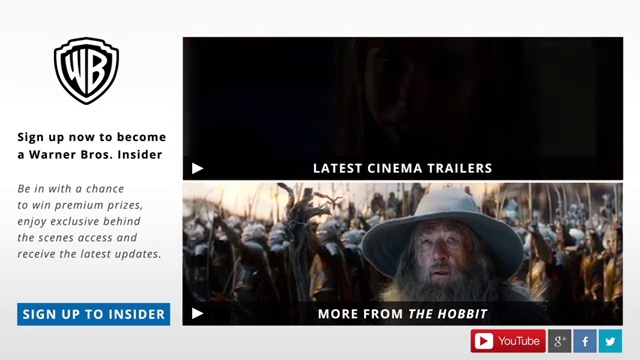 WB
Sign up now to become
a Warner Bros. Insider
Be in with a chance
to win premium prizes,
enjoy exclusive behind
the scenes access and
receive the latest updates.
SIGN UP TO INSIDER
LATEST CINEMA TRAILERS
MORE FROM THE HOBBIT
YouTube
g+
f